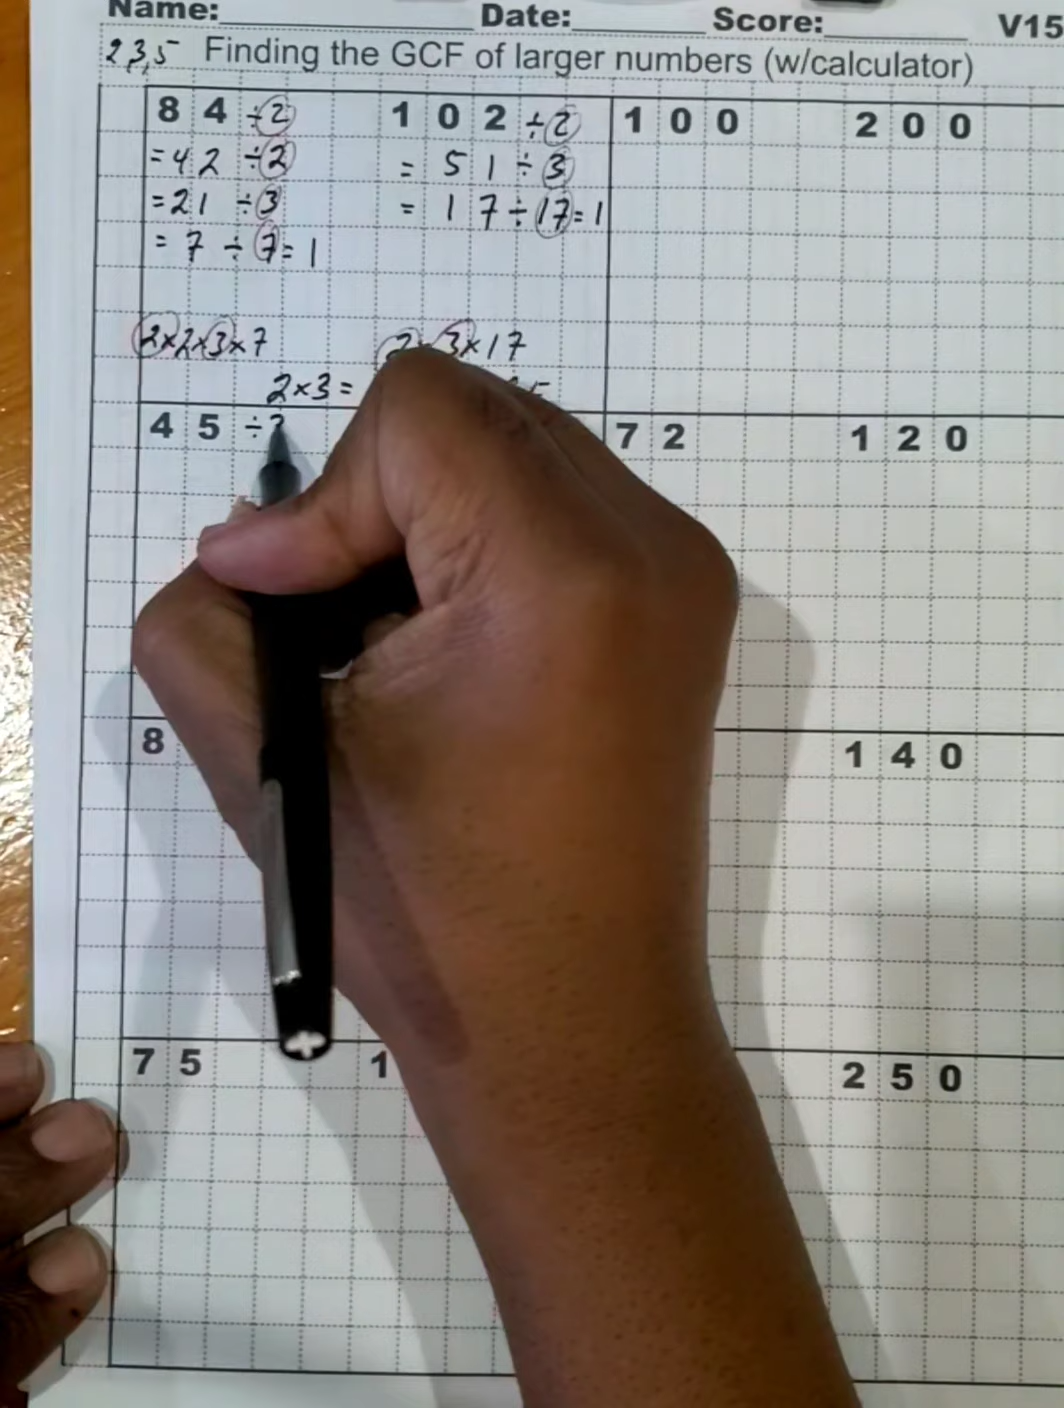 Name: Date: Score: V15
2,3,5 Finding the GCF of larger numbers (w/calculator)
84 ÷2 102 ÷2 100 200
=42 ÷2 = 51 ÷ 3
=21 ÷3 = 17 ÷ 17 = 1
= 7 ÷ 7 = 1
2×2×3×7 2×3×17
2×3=
45 ÷ 72 120
8 140
75 1 250